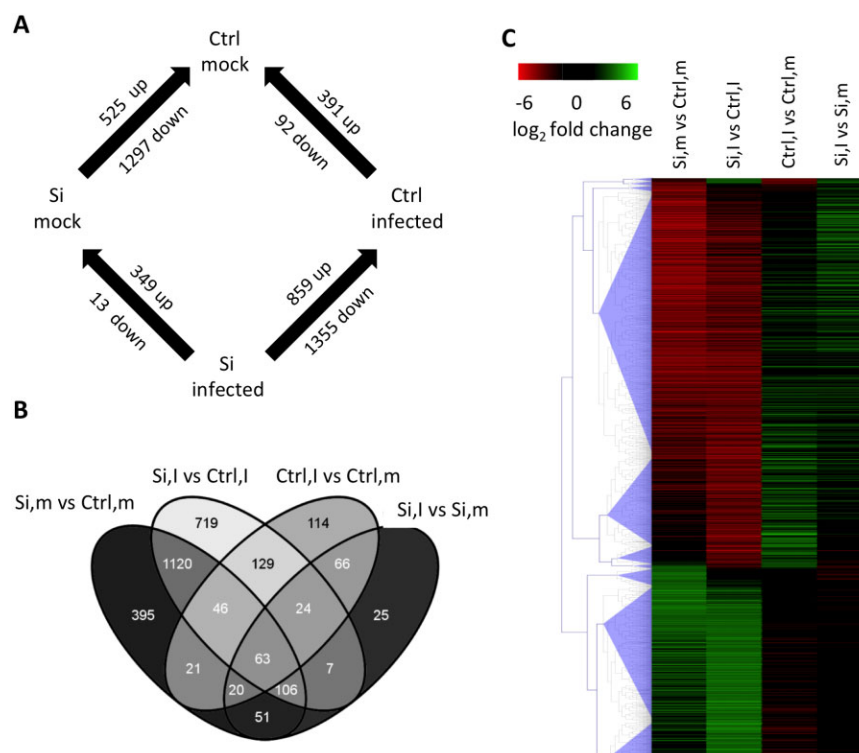 A
Ctrl
mock
525 up
1297 down
391 up
92 down
Si
mock
Ctrl
infected
349 up
13 down
859 up
1355 down
Si
infected
B
Si,I vs Ctrl,I
Ctrl,I vs Ctrl,m
Si,m vs Ctrl,m
Si,I vs Si,m
719
114
1120
129
66
395
46
24
25
21
63
7
20
106
51
C
-6
0
6
log2 fold change
Si,m vs Ctrl,m
Si,I vs Ctrl,I
Ctrl,I vs Ctrl,m
Si,I vs Si,m